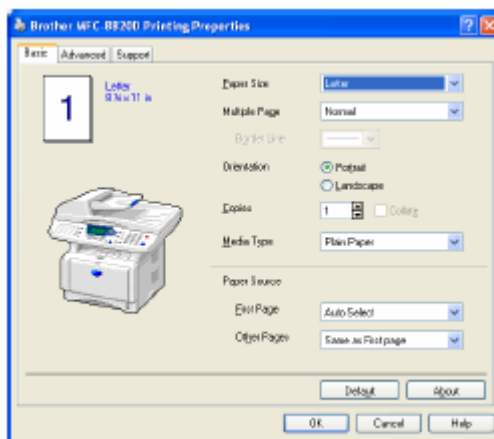 Brother MFC-8820D Printing Properties
Basic Advanced Support
1
Letter
8 ½ x 11 in
Paper Size Letter
Multiple Page Normal
Border Line
Orientation Portrait
Landscape
Copies 1 Collate
Media Type Plain Paper
Paper Source
First Page Auto Select
Other Pages Same as First page
Default About
OK Cancel Help